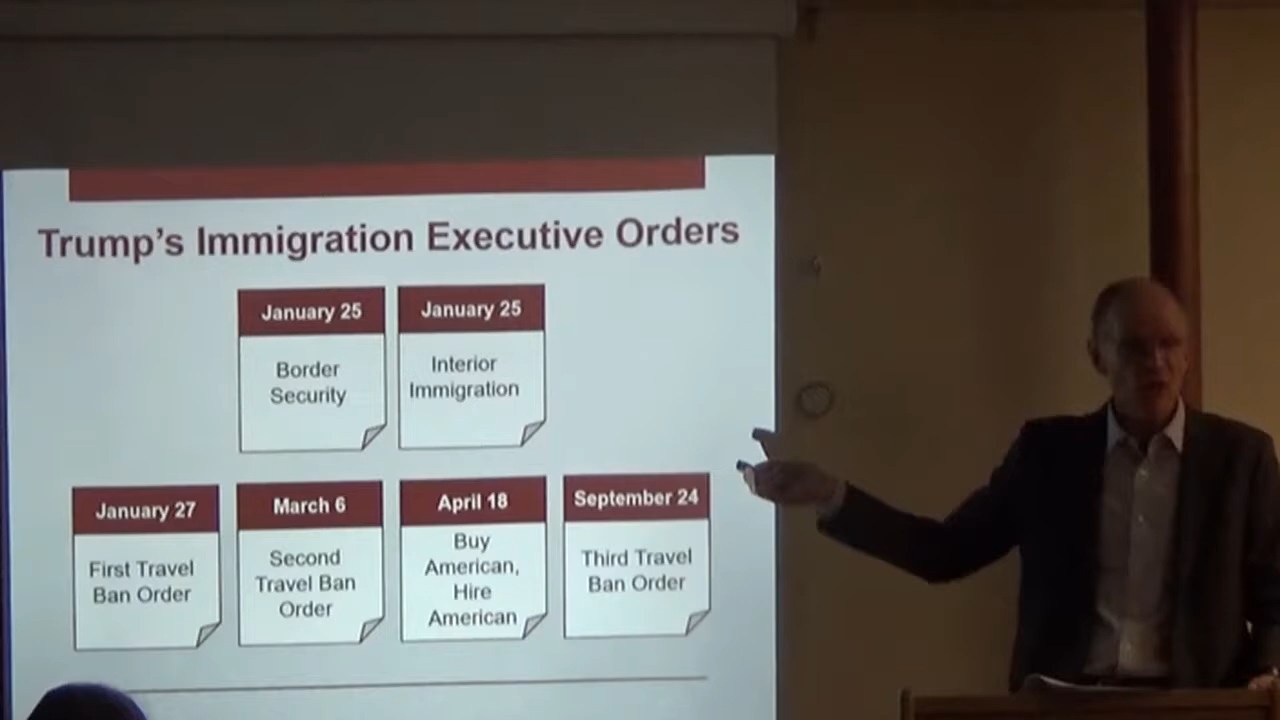 Trump's Immigration Executive Orders
January 25
Border
Security
January 25
Interior
Immigration
January 27
First Travel
Ban Order
March 6
Second
Travel Ban
Order
April 18
Buy
American,
Hire
American
September 24
Third Travel
Ban Order